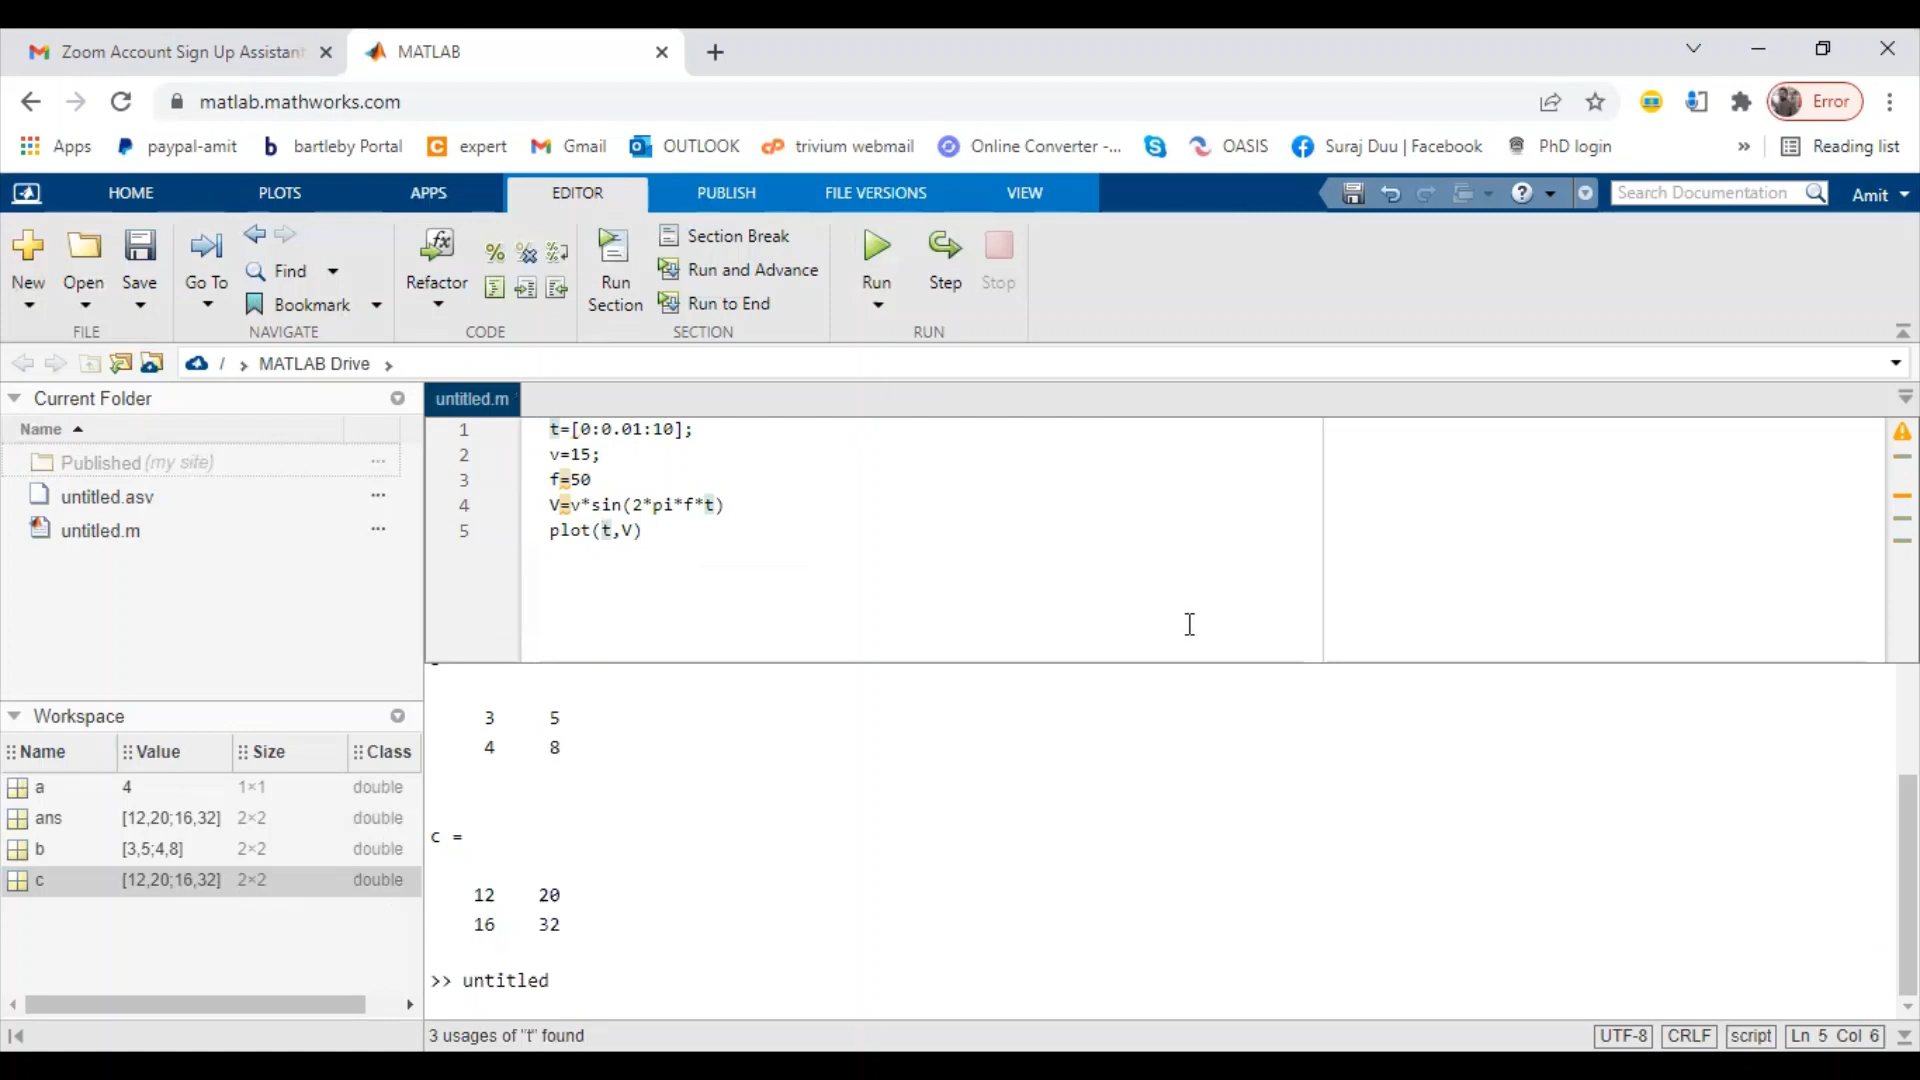 Zoom Account Sign Up Assistant
MATLAB
matlab.mathworks.com
Error
Apps
paypal-amit
bartleby Portal
expert
Gmail
OUTLOOK
trivium webmail
Online Converter -...
OASIS
Suraj Duu | Facebook
PhD login
»
Reading list
HOME
PLOTS
APPS
EDITOR
PUBLISH
FILE VERSIONS
VIEW
Search Documentation
Amit
New
Open
Save
FILE
Go To
Find
Bookmark
NAVIGATE
Refactor
CODE
Run
Section
Section Break
Run and Advance
Run to End
SECTION
Run
Step
Stop
RUN
/ > MATLAB Drive >
Current Folder
Name
Published (my site)
untitled.asv
untitled.m
untitled.m
1 t=[0:0.01:10];
2 v=15;
3 f=50
4 V=v*sin(2*pi*f*t)
5 plot(t,V)
Workspace
Name Value Size Class
a 4 1×1 double
ans [12,20;16,32] 2×2 double
b [3,5;4,8] 2×2 double
c [12,20;16,32] 2×2 double
3 5
4 8
c =
12 20
16 32
>> untitled
3 usages of "t" found
UTF-8
CRLF
script
Ln 5 Col 6